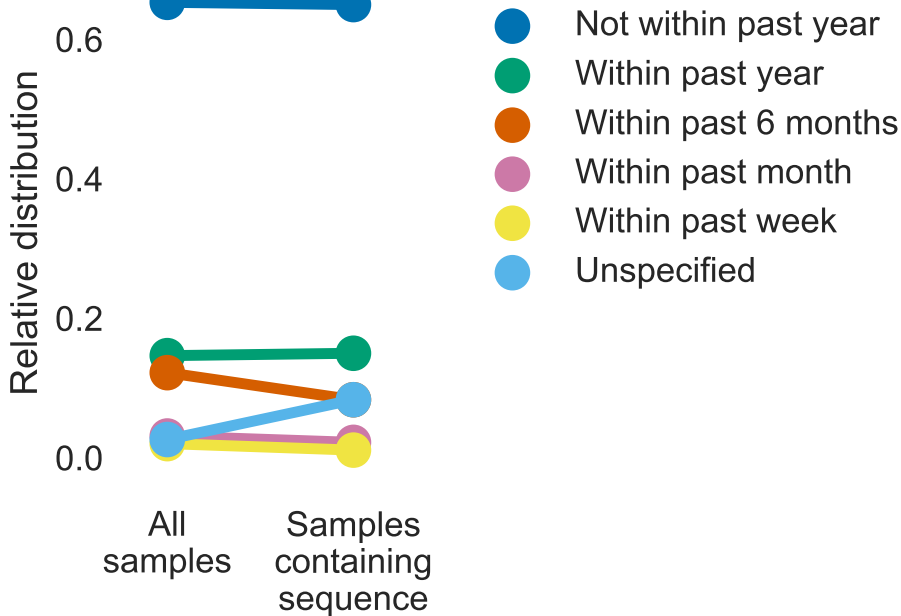 Relative distribution
0.6
0.4
0.2
0.0
All
samples
Samples
containing
sequence
Not within past year
Within past year
Within past 6 months
Within past month
Within past week
Unspecified